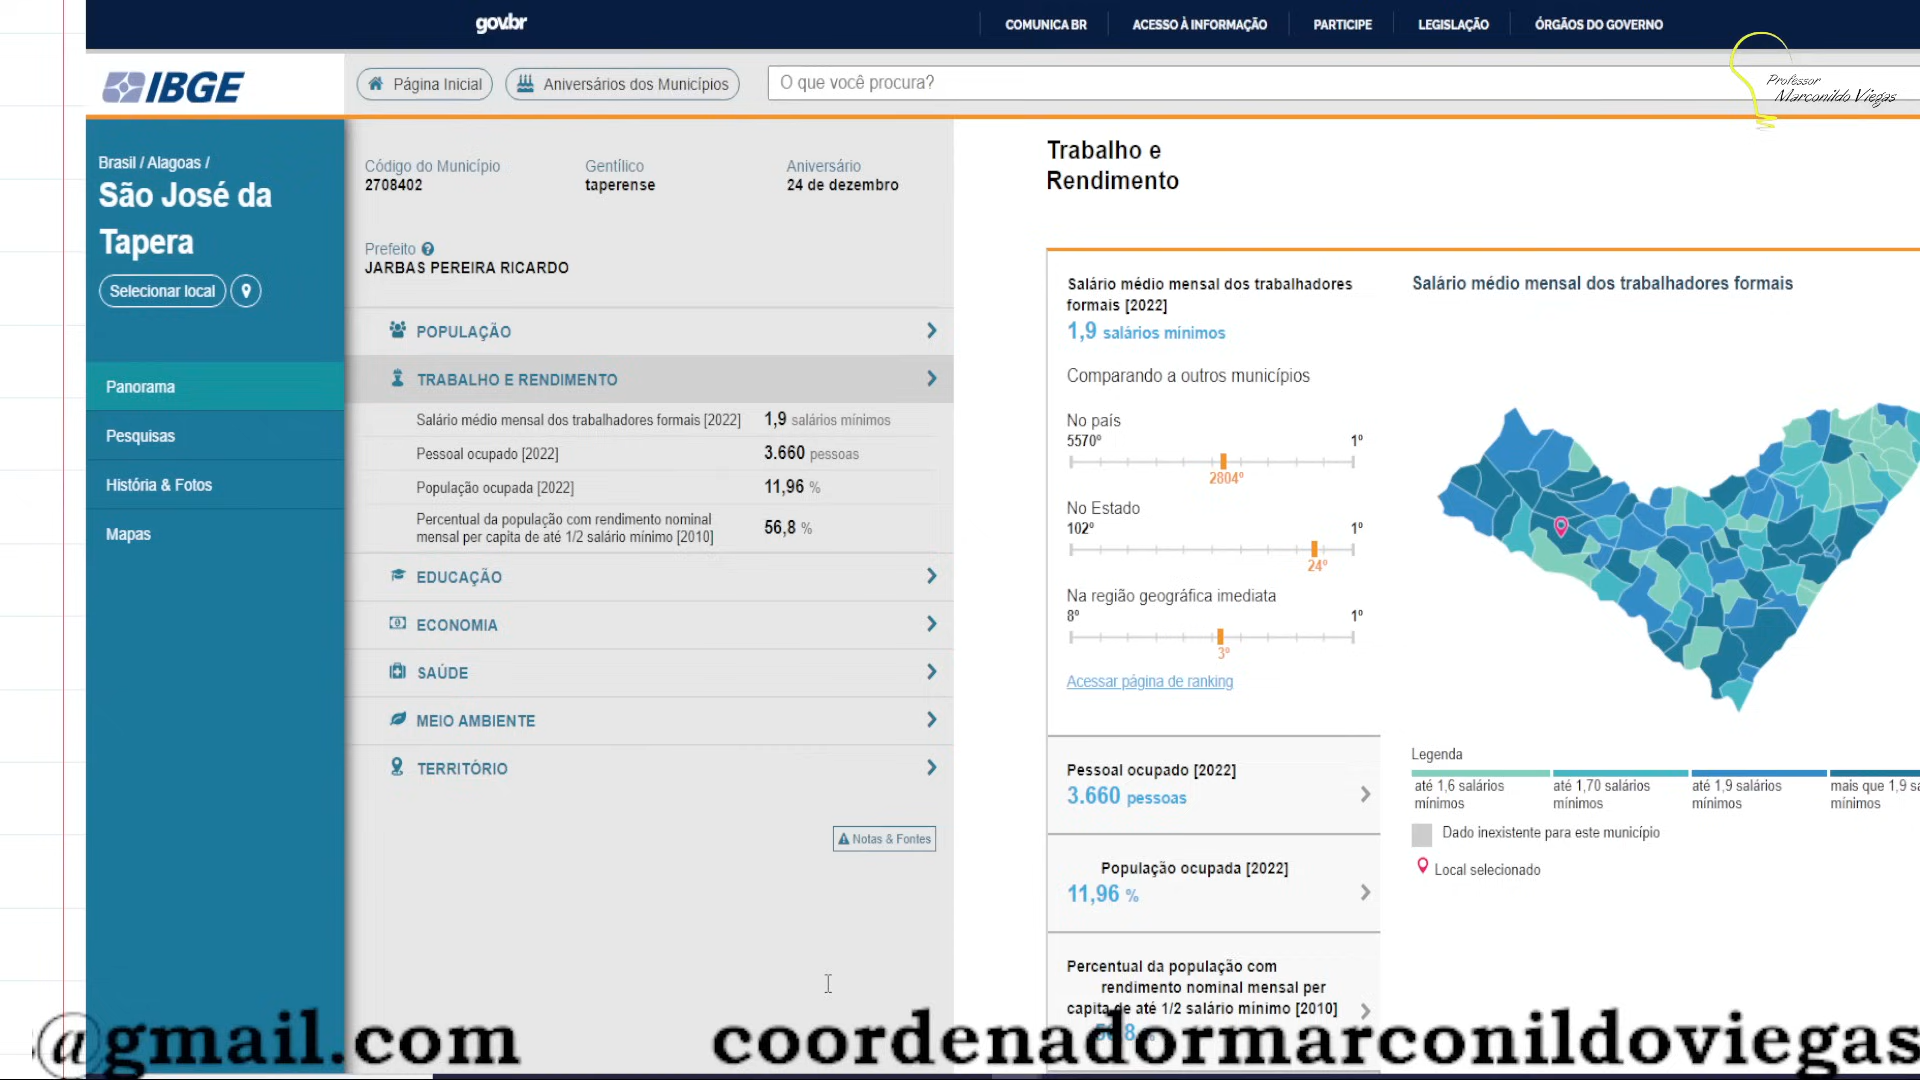 govbr
COMUNICA BR
ACESSO À INFORMAÇÃO
PARTICIPE
LEGISLAÇÃO
ÓRGÃOS DO GOVERNO
IBGE
Página Inicial
Aniversários dos Municípios
O que você procura?
Professor
Marconildo Viegas
Brasil / Alagoas /
São José da
Tapera
Selecionar local
Panorama
Pesquisas
História & Fotos
Mapas
Código do Município
2708402
Gentílico
taperense
Aniversário
24 de dezembro
Prefeito
JARBAS PEREIRA RICARDO
POPULAÇÃO
TRABALHO E RENDIMENTO
Salário médio mensal dos trabalhadores formais [2022] 1,9 salários mínimos
Pessoal ocupado [2022] 3.660 pessoas
População ocupada [2022] 11,96 %
Percentual da população com rendimento nominal
mensal per capita de até 1/2 salário mínimo [2010] 56,8 %
EDUCAÇÃO
ECONOMIA
SAÚDE
MEIO AMBIENTE
TERRITÓRIO
Notas & Fontes
Trabalho e
Rendimento
Salário médio mensal dos trabalhadores
formais [2022]
1,9 salários mínimos
Comparando a outros municípios
No país
5570º 1º
2804º
No Estado
102º 1º
24º
Na região geográfica imediata
8º 1º
3º
Acessar página de ranking
Pessoal ocupado [2022]
3.660 pessoas
População ocupada [2022]
11,96 %
Percentual da população com
rendimento nominal mensal per
capita de até 1/2 salário mínimo [2010]
Salário médio mensal dos trabalhadores formais
Legenda
até 1,6 salários
mínimos
até 1,70 salários
mínimos
até 1,9 salários
mínimos
mais que 1,9 sa
mínimos
Dado inexistente para este município
Local selecionado
@gmail.com coordenadormarconildoviegas